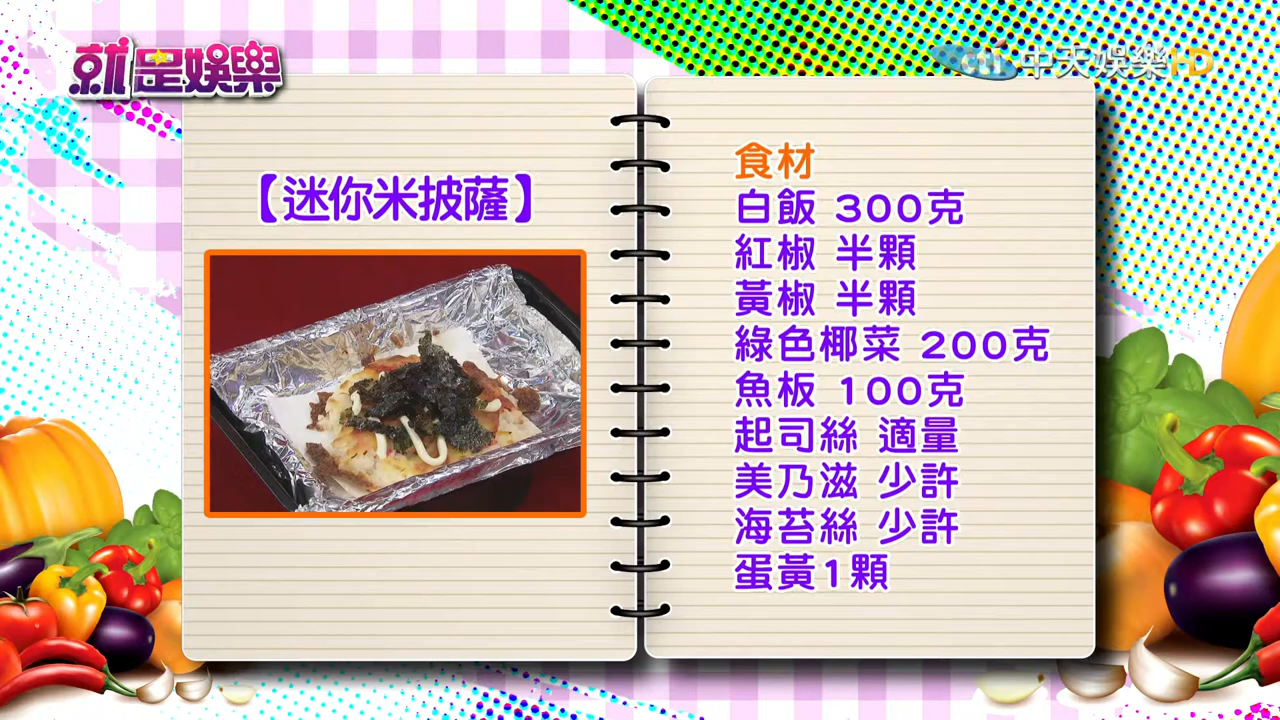 就是娛樂
cti 中天娛樂HD
【迷你米披薩】
食材
白飯 300克
紅椒 半顆
黃椒 半顆
綠色椰菜 200克
魚板 100克
起司絲 適量
美乃滋 少許
海苔絲 少許
蛋黃1顆